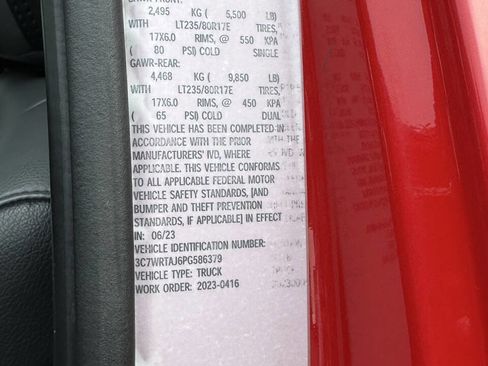 GAWR-FRONT:
2,495 KG ( 5,500 LB)
WITH LT235/80R17E TIRES,
17X6.0 RIMS, @ 550 KPA
( 80 PSI) COLD SINGLE
GAWR-REAR:
4,468 KG ( 9,850 LB)
WITH LT235/80R17E TIRES,
17X6.0 RIMS, @ 450 KPA
( 65 PSI) COLD DUAL
THIS VEHICLE HAS BEEN COMPLETED IN
ACCORDANCE WITH THE PRIOR
MANUFACTURERS' IVD, WHERE
APPLICABLE. THIS VEHICLE CONFORMS
TO ALL APPLICABLE FEDERAL MOTOR
VEHICLE SAFETY STANDARDS, [AND
BUMPER AND THEFT PREVENTION
STANDARDS, IF APPLICABLE] IN EFFECT
IN: 06/23
VEHICLE IDENTIFICATION NUMBER:
3C7WRTAJ6PG586379
VEHICLE TYPE: TRUCK
WORK ORDER: 2023-0416